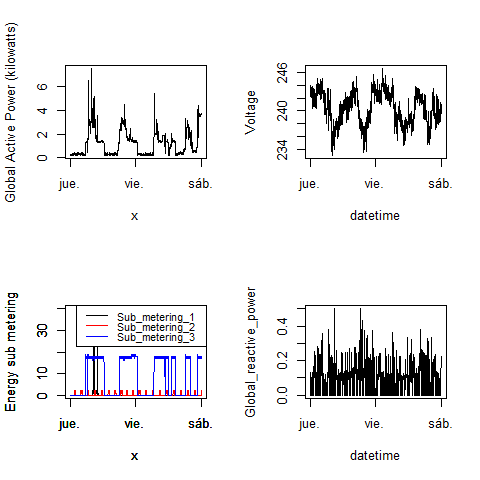 Global Active Power (kilowatts)
0 2 4 6
jue. vie. sáb.
x
Voltage
234 240 246
jue. vie. sáb.
datetime
Energy sub metering
0 10 30
Sub_metering_1
Sub_metering_2
Sub_metering_3
jue. vie. sáb.
x
Global_reactive_power
0.0 0.2 0.4
jue. vie. sáb.
datetime